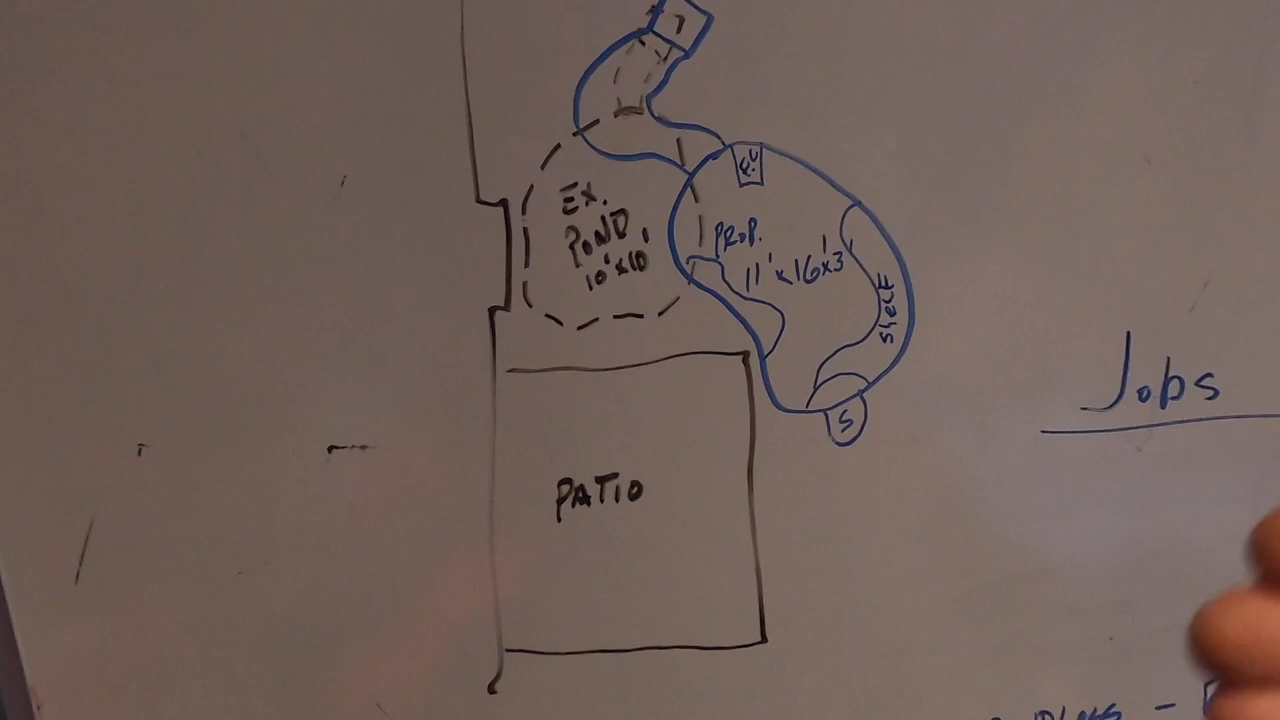 EX.
POND
10'x10'
PROP.
11'x16'x3'
Shelf
S
PATIO
Jobs